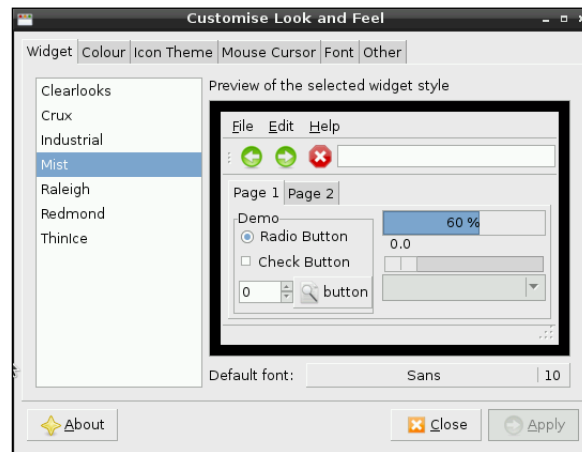 Customise Look and Feel
Widget Colour Icon Theme Mouse Cursor Font Other
Clearlooks
Crux
Industrial
Mist
Raleigh
Redmond
ThinIce
Preview of the selected widget style
File Edit Help
Page 1 Page 2
Demo
Radio Button
Check Button
0 button
60 %
0.0
Default font: Sans 10
About Close Apply